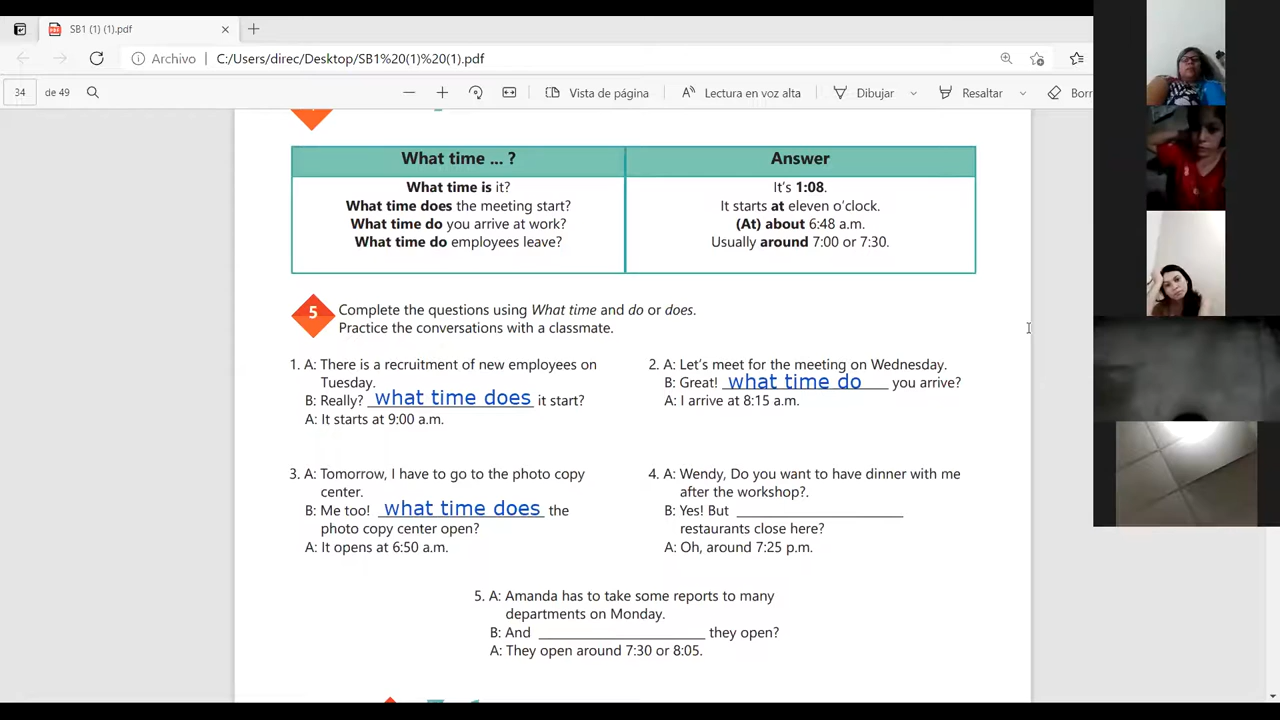 SB1 (1) (1).pdf
Archivo C:/Users/direc/Desktop/SB1%20(1)%20(1).pdf
34 de 49 Vista de página Lectura en voz alta Dibujar Resaltar Borr
What time ... ? Answer
What time is it? It's 1:08.
What time does the meeting start? It starts at eleven o'clock.
What time do you arrive at work? (At) about 6:48 a.m.
What time do employees leave? Usually around 7:00 or 7:30.
5 Complete the questions using What time and do or does.
Practice the conversations with a classmate.
1. A: There is a recruitment of new employees on
Tuesday.
B: Really? what time does it start?
A: It starts at 9:00 a.m.
2. A: Let's meet for the meeting on Wednesday.
B: Great! what time do you arrive?
A: I arrive at 8:15 a.m.
3. A: Tomorrow, I have to go to the photo copy
center.
B: Me too! what time does the
photo copy center open?
A: It opens at 6:50 a.m.
4. A: Wendy, Do you want to have dinner with me
after the workshop?.
B: Yes! But
restaurants close here?
A: Oh, around 7:25 p.m.
5. A: Amanda has to take some reports to many
departments on Monday.
B: And they open?
A: They open around 7:30 or 8:05.